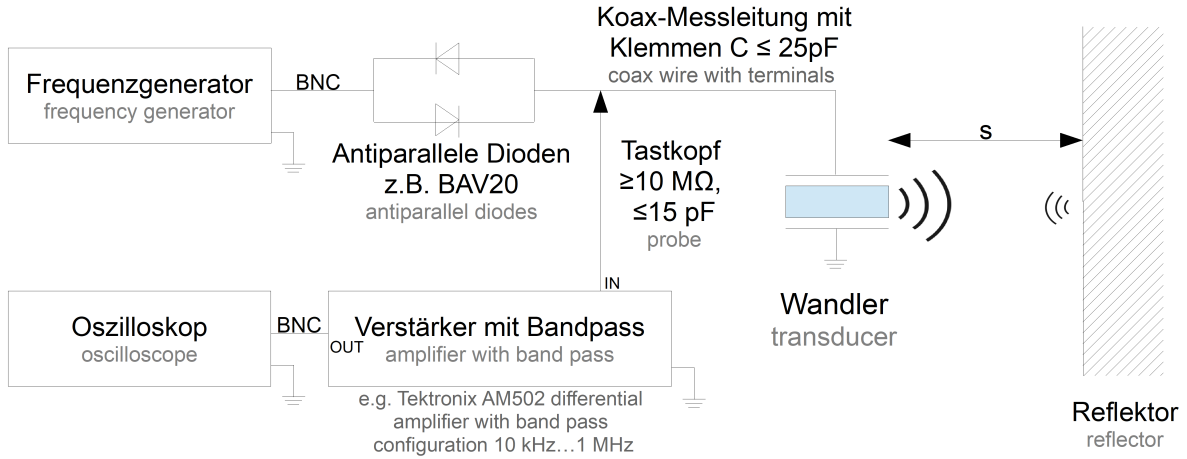 Koax-Messleitung mit
Klemmen C ≤ 25pF
coax wire with terminals
Frequenzgenerator
frequency generator
BNC
s
Antiparallele Dioden
z.B. BAV20
antiparallel diodes
Tastkopf
≥10 MΩ,
≤15 pF
probe
IN
Wandler
transducer
Oszilloskop
oscilloscope
BNC
OUT
Verstärker mit Bandpass
amplifier with band pass
e.g. Tektronix AM502 differential
amplifier with band pass
configuration 10 kHz…1 MHz
Reflektor
reflector